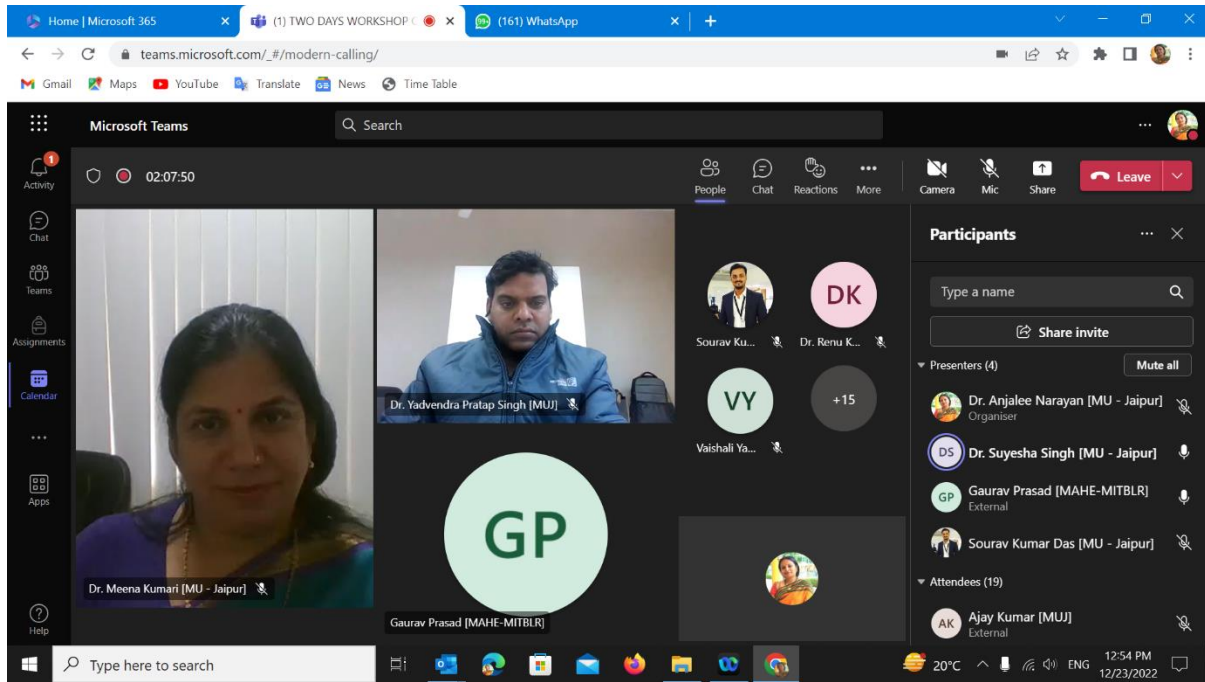 Home | Microsoft 365
(1) TWO DAYS WORKSHOP
99+ (161) WhatsApp
teams.microsoft.com/_#/modern-calling/
Gmail Maps YouTube Translate News Time Table
Microsoft Teams
Search
1
Activity
Chat
Teams
Assignments
Calendar
Apps
Help
02:07:50
People Chat Reactions More Camera Mic Share Leave
Dr. Meena Kumari [MU - Jaipur]
Dr. Yadvendra Pratap Singh [MUJ]
GP
Gaurav Prasad [MAHE-MITBLR]
DK
Sourav Ku... Dr. Renu K...
VY +15
Vaishali Ya...
Participants
Type a name
Share invite
Presenters (4) Mute all
Dr. Anjalee Narayan [MU - Jaipur]
Organiser
DS Dr. Suyesha Singh [MU - Jaipur]
GP Gaurav Prasad [MAHE-MITBLR]
External
Sourav Kumar Das [MU - Jaipur]
Attendees (19)
AK Ajay Kumar [MUJ]
External
Type here to search
20°C ENG 12:54 PM
12/23/2022